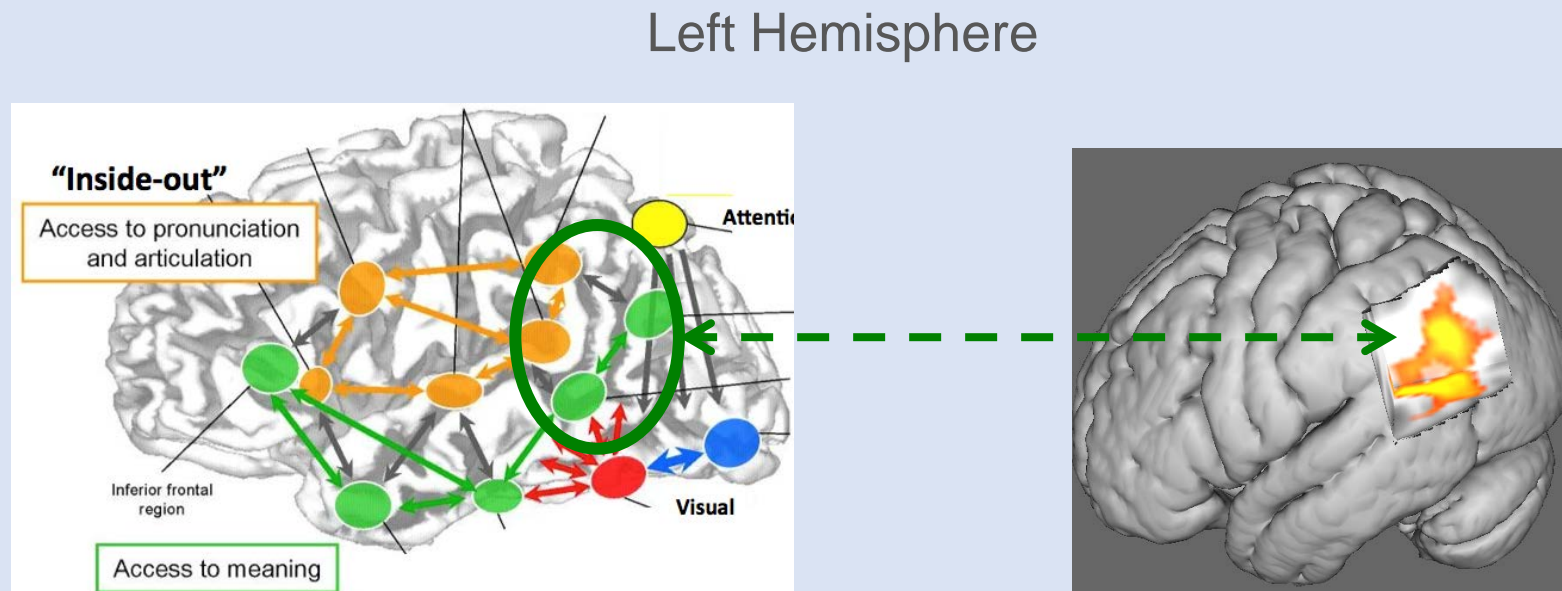 Left Hemisphere
“Inside-out”
Access to pronunciation
and articulation
Inferior frontal
region
Visual
Access to meaning